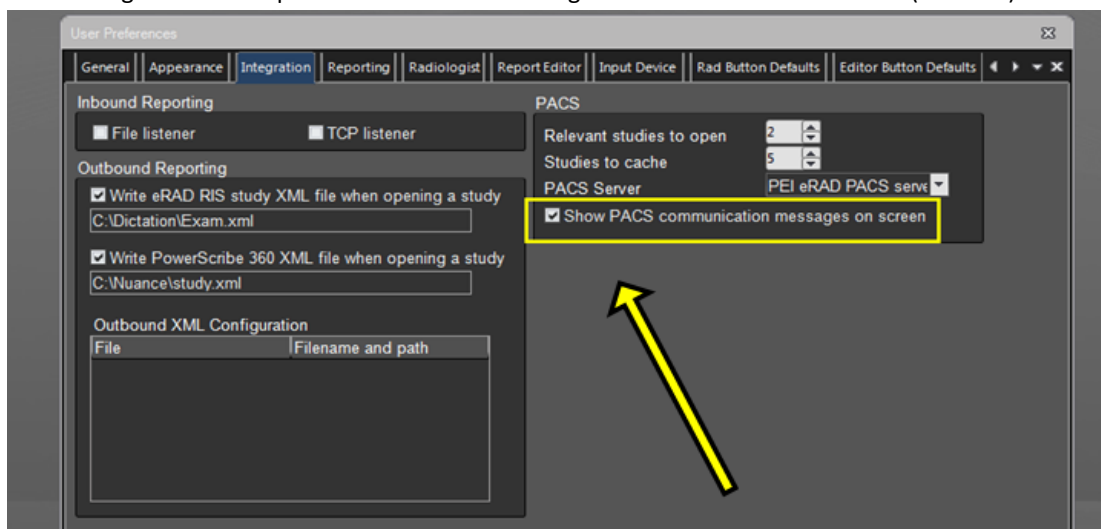 User Preferences
General Appearance Integration Reporting Radiologist Report Editor Input Device Rad Button Defaults Editor Button Defaults
Inbound Reporting
File listener TCP listener
Outbound Reporting
Write eRAD RIS study XML file when opening a study
C:\Dictation\Exam.xml
Write PowerScribe 360 XML file when opening a study
C:\Nuance\study.xml
Outbound XML Configuration
File Filename and path
PACS
Relevant studies to open 2
Studies to cache 5
PACS Server PEI eRAD PACS serve
Show PACS communication messages on screen